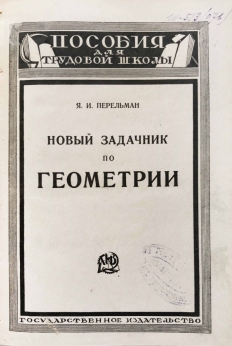 ПОСОБИЯ
ДЛЯ
ТРУДОВОЙ ШКОЛЫ
Я. И. ПЕРЕЛЬМАН
НОВЫЙ ЗАДАЧНИК
ПО
ГЕОМЕТРИИ
ГОСУДАРСТВЕННОЕ ИЗДАТЕЛЬСТВО